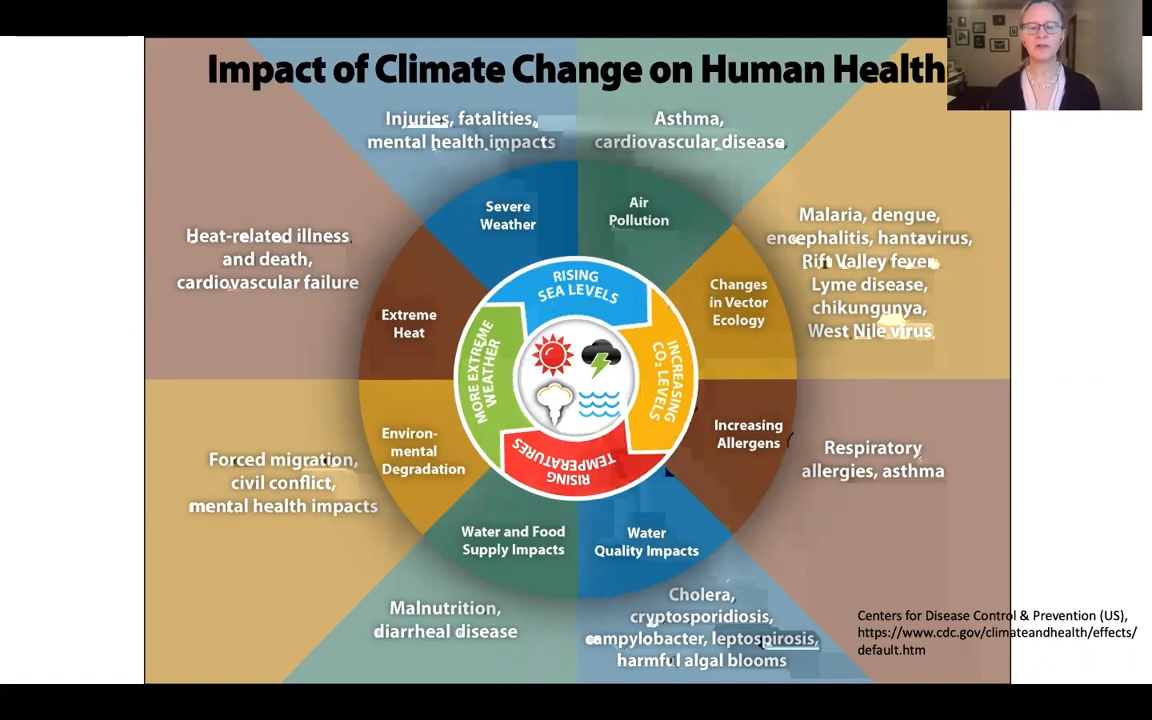 Impact of Climate Change on Human Health
Injuries, fatalities,
mental health impacts
Asthma,
cardiovascular disease
Severe
Weather
Air
Pollution
Heat-related illness
and death,
cardiovascular failure
Malaria, dengue,
encephalitis, hantavirus,
Rift Valley fever,
Lyme disease,
chikungunya,
West Nile virus
Extreme
Heat
Changes
in Vector
Ecology
RISING
SEA LEVELS
MORE EXTREME
WEATHER
INCREASING
CO₂ LEVELS
RISING
TEMPERATURES
Environ-
mental
Degradation
Increasing
Allergens
Forced migration,
civil conflict,
mental health impacts
Respiratory
allergies, asthma
Water and Food
Supply Impacts
Water
Quality Impacts
Malnutrition,
diarrheal disease
Cholera,
cryptosporidiosis,
campylobacter, leptospirosis,
harmful algal blooms
Centers for Disease Control & Prevention (US),
https://www.cdc.gov/climateandhealth/effects/
default.htm